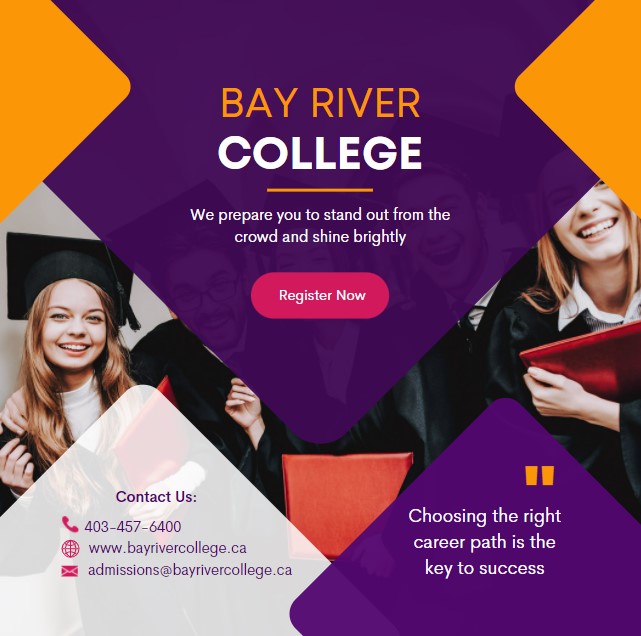 BAY RIVER
COLLEGE
We prepare you to stand out from the
crowd and shine brightly
Register Now
Contact Us:
403-457-6400
www.bayrivercollege.ca
admissions@bayrivercollege.ca
"
Choosing the right
career path is the
key to success